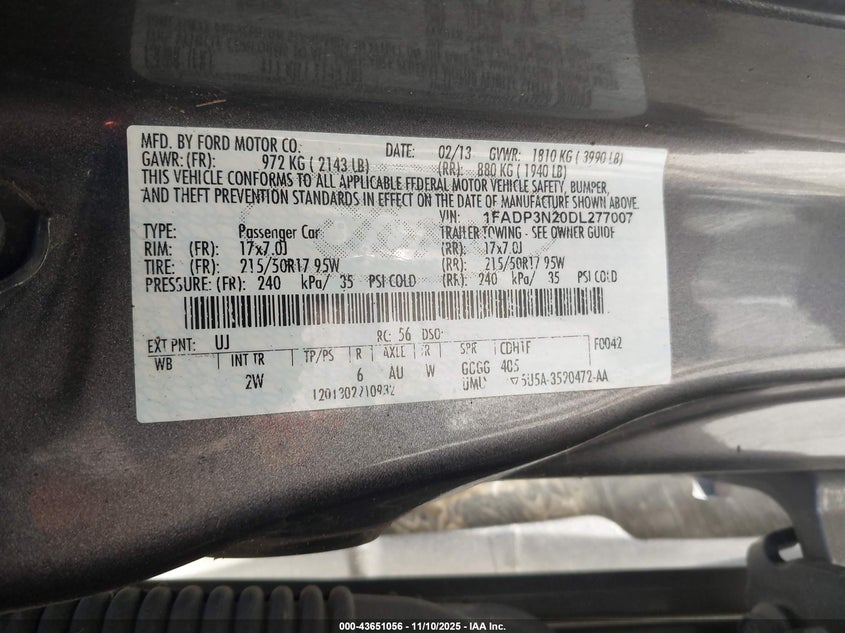 MFD. BY FORD MOTOR CO. DATE: 02/13 GVWR: 1810 KG ( 3990 LB)
GAWR: (FR) 972 KG ( 2143 LB) (RR): 880 KG ( 1940 LB)
THIS VEHICLE CONFORMS TO ALL APPLICABLE FEDERAL MOTOR VEHICLE SAFETY, BUMPER,
AND THEFT PREVENTION STANDARDS IN EFFECT ON THE DATE OF MANUFACTURE SHOWN ABOVE.
VIN: 1FADP3N20DL277007
TYPE: Passenger Car TRAILER TOWING - SEE OWNER GUIDE
RIM: (FR) 17x7.0J (RR): 17x7.0J
TIRE: (FR) 215/50R17 95W (RR) 215/50R17 95W
PRESSURE: (FR) 240 kPa/ 35 PSI COLD (RR): 240 kPa/ 35 PSI COLD
EXT PNT: UJ RC: 56 DSO: F0042
WB INT TR TP/PS R AXLE TR SPR CDH1F
2W 6 AU W GCGG 405
1201302710932 UMLV 5U5A-3520472-AA
000-43651056 — 11/10/2025 — IAA Inc.